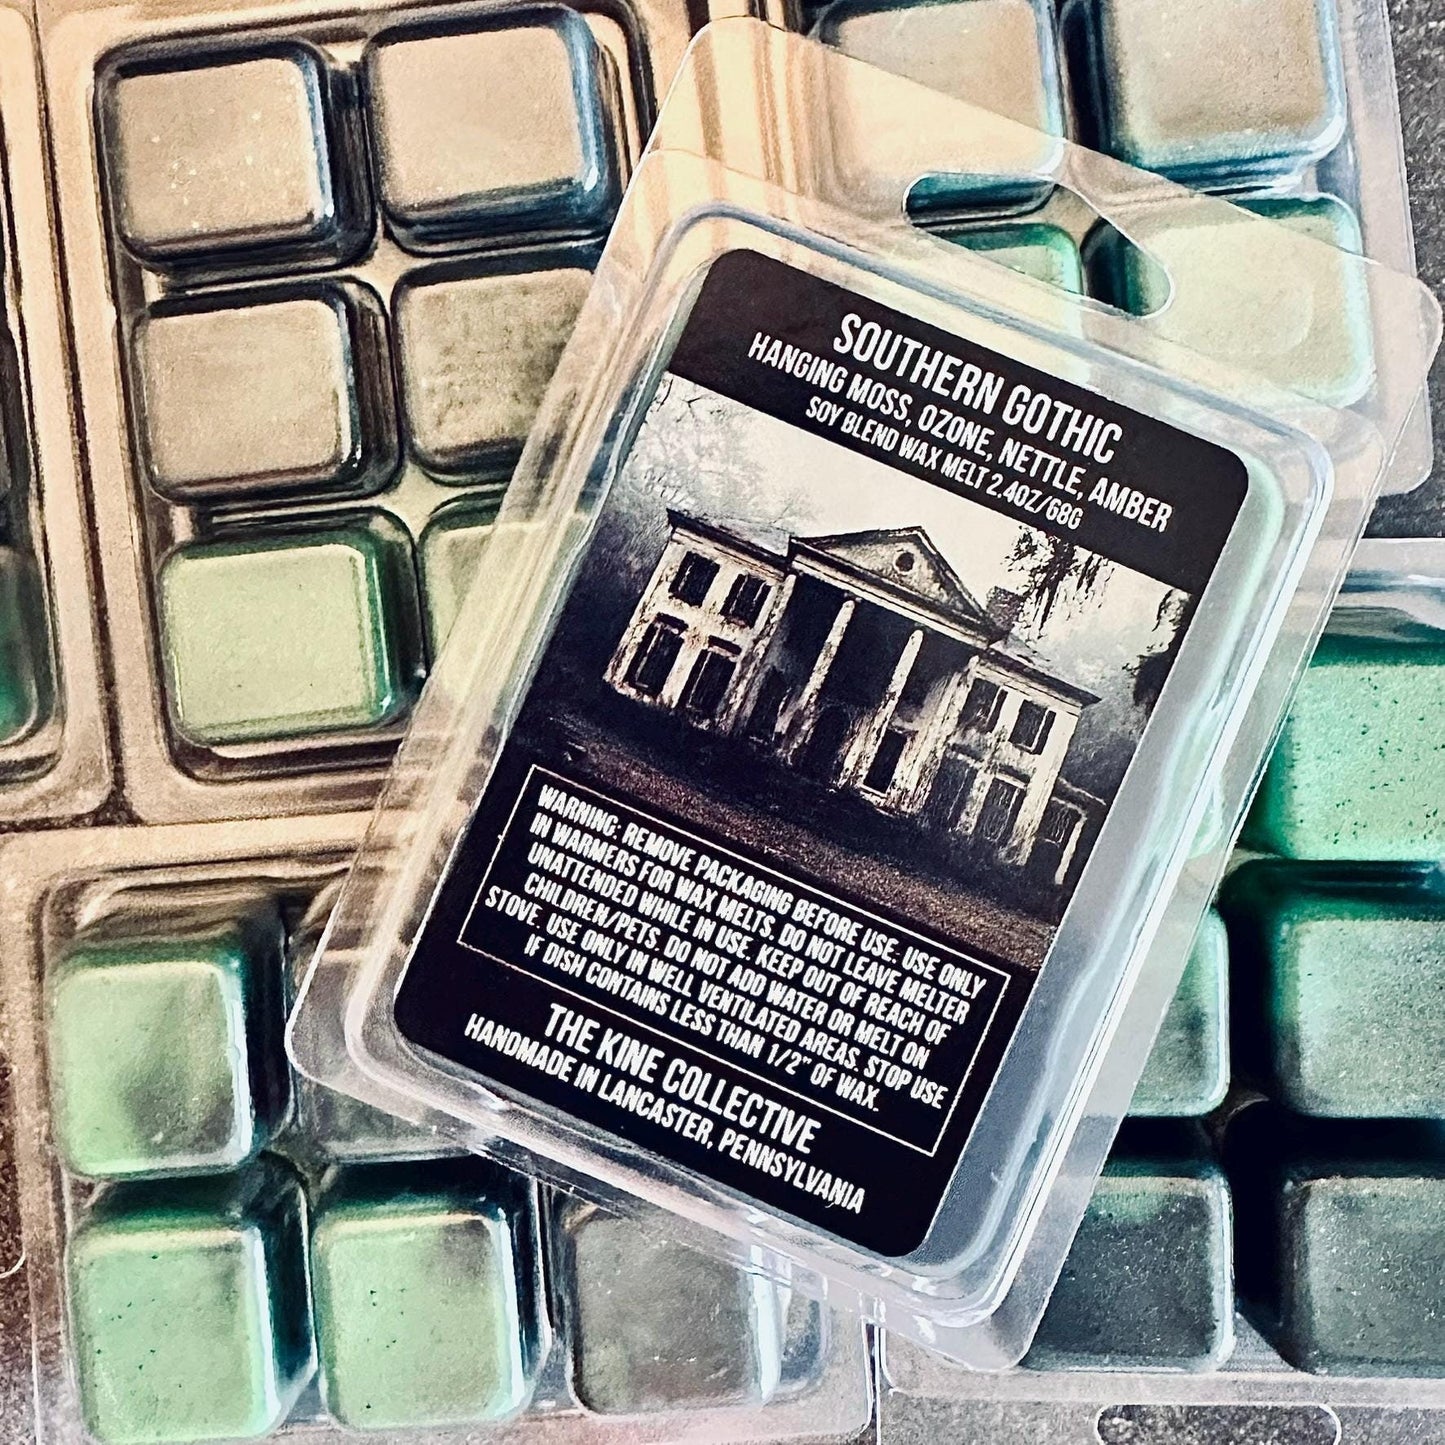 SOUTHERN GOTHIC
HANGING MOSS, OZONE, NETTLE, AMBER
SOY BLEND WAX MELT 2.4OZ/68G
WARNING: REMOVE PACKAGING BEFORE USE. USE ONLY
IN WARMERS FOR WAX MELTS. DO NOT LEAVE MELTER
UNATTENDED WHILE IN USE. KEEP OUT OF REACH OF
CHILDREN/PETS. DO NOT ADD WATER OR MELT ON
STOVE. USE ONLY IN WELL VENTILATED AREAS. STOP USE
IF DISH CONTAINS LESS THAN 1/2" OF WAX.
THE KINE COLLECTIVE
HANDMADE IN LANCASTER, PENNSYLVANIA